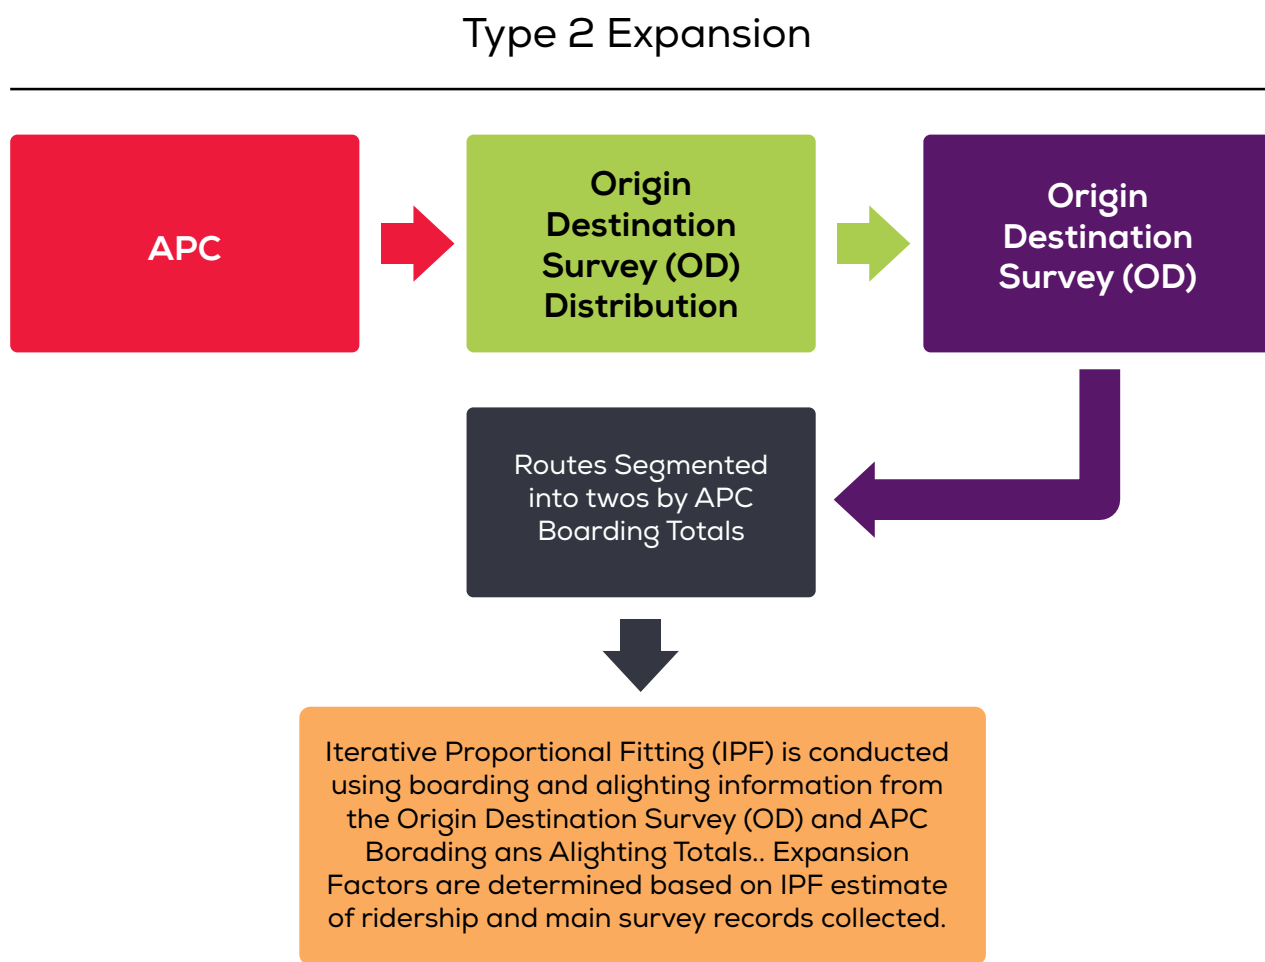 Type 2 Expansion
APC
Origin
Destination
Survey (OD)
Distribution
Origin
Destination
Survey (OD)
Routes Segmented
into twos by APC
Boarding Totals
Iterative Proportional Fitting (IPF) is conducted
using boarding and alighting information from
the Origin Destination Survey (OD) and APC
Borading ans Alighting Totals.. Expansion
Factors are determined based on IPF estimate
of ridership and main survey records collected.